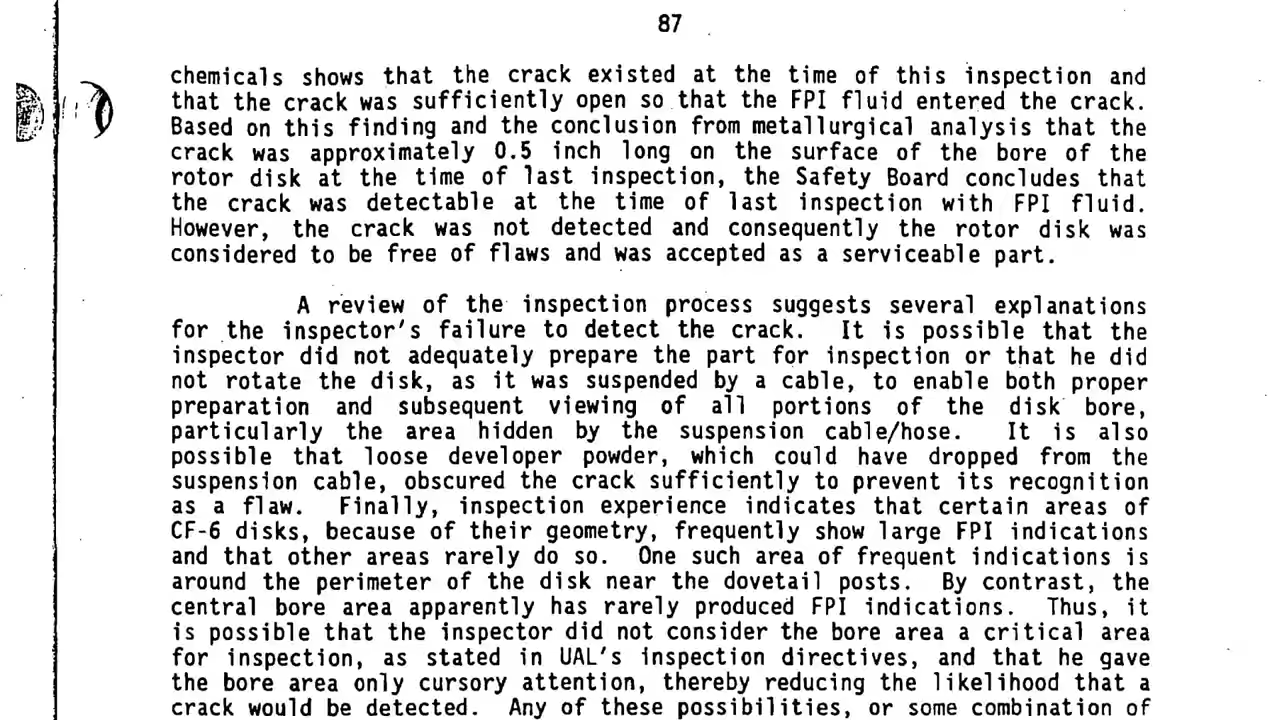 87
chemicals shows that the crack existed at the time of this inspection and
that the crack was sufficiently open so that the FPI fluid entered the crack.
Based on this finding and the conclusion from metallurgical analysis that the
crack was approximately 0.5 inch long on the surface of the bore of the
rotor disk at the time of last inspection, the Safety Board concludes that
the crack was detectable at the time of last inspection with FPI fluid.
However, the crack was not detected and consequently the rotor disk was
considered to be free of flaws and was accepted as a serviceable part.
A review of the inspection process suggests several explanations
for the inspector's failure to detect the crack. It is possible that the
inspector did not adequately prepare the part for inspection or that he did
not rotate the disk, as it was suspended by a cable, to enable both proper
preparation and subsequent viewing of all portions of the disk bore,
particularly the area hidden by the suspension cable/hose. It is also
possible that loose developer powder, which could have dropped from the
suspension cable, obscured the crack sufficiently to prevent its recognition
as a flaw. Finally, inspection experience indicates that certain areas of
CF-6 disks, because of their geometry, frequently show large FPI indications
and that other areas rarely do so. One such area of frequent indications is
around the perimeter of the disk near the dovetail posts. By contrast, the
central bore area apparently has rarely produced FPI indications. Thus, it
is possible that the inspector did not consider the bore area a critical area
for inspection, as stated in UAL's inspection directives, and that he gave
the bore area only cursory attention, thereby reducing the likelihood that a
crack would be detected. Any of these possibilities, or some combination of